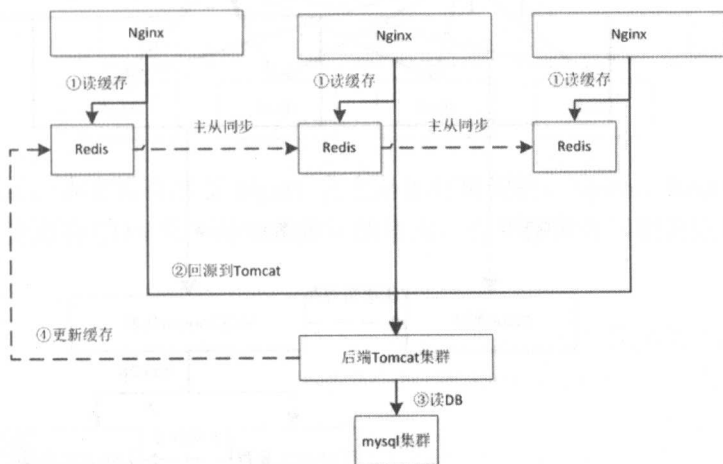 Nginx
Nginx
Nginx
①读缓存
①读缓存
①读缓存
主从同步
主从同步
Redis
Redis
Redis
②回源到Tomcat
④更新缓存
后端Tomcat集群
③读DB
mysql集群